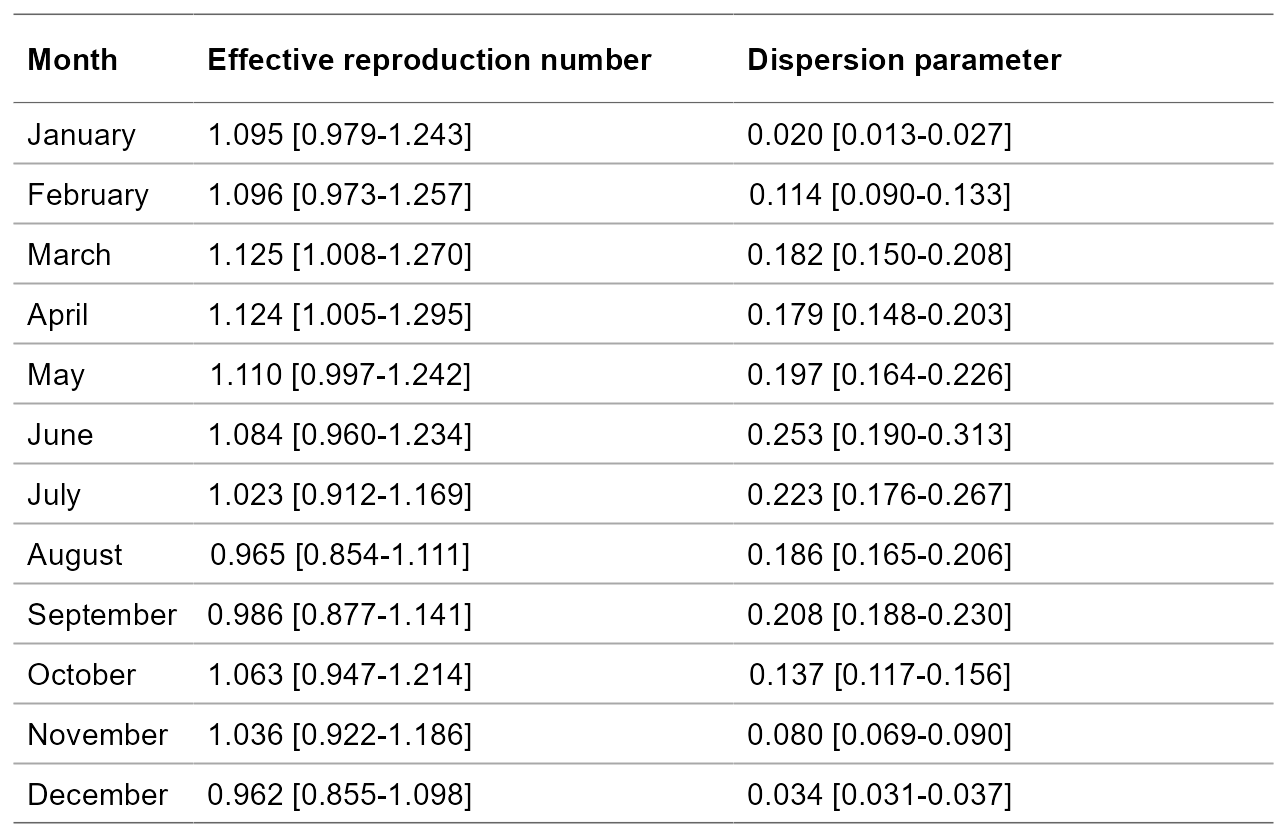 Month Effective reproduction number Dispersion parameter
January 1.095 [0.979-1.243] 0.020 [0.013-0.027]
February 1.096 [0.973-1.257] 0.114 [0.090-0.133]
March 1.125 [1.008-1.270] 0.182 [0.150-0.208]
April 1.124 [1.005-1.295] 0.179 [0.148-0.203]
May 1.110 [0.997-1.242] 0.197 [0.164-0.226]
June 1.084 [0.960-1.234] 0.253 [0.190-0.313]
July 1.023 [0.912-1.169] 0.223 [0.176-0.267]
August 0.965 [0.854-1.111] 0.186 [0.165-0.206]
September 0.986 [0.877-1.141] 0.208 [0.188-0.230]
October 1.063 [0.947-1.214] 0.137 [0.117-0.156]
November 1.036 [0.922-1.186] 0.080 [0.069-0.090]
December 0.962 [0.855-1.098] 0.034 [0.031-0.037]